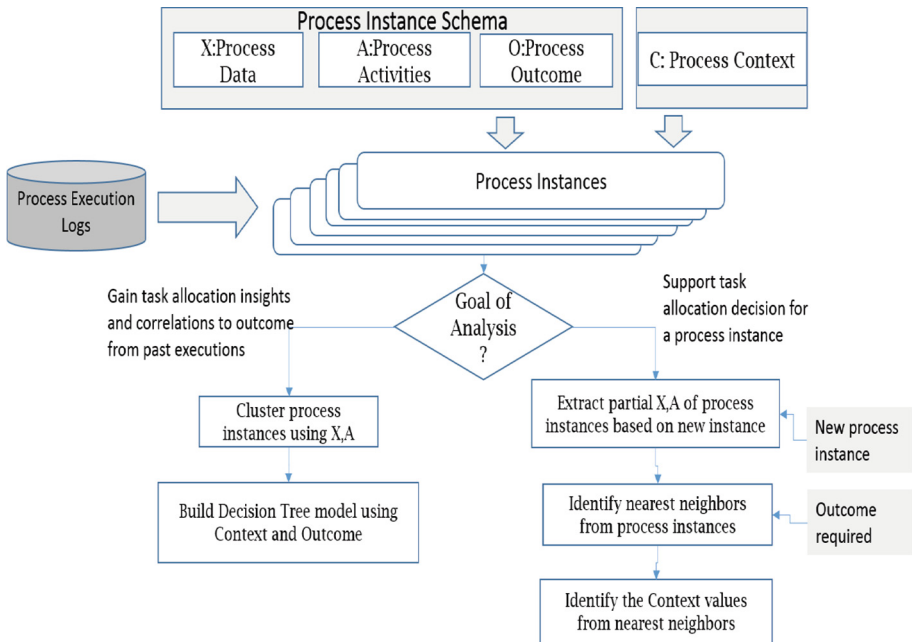 Process Instance Schema
X:Process
Data
A:Process
Activities
O:Process
Outcome
C: Process Context
Process Execution
Logs
Process Instances
Goal of
Analysis
?
Gain task allocation insights
and correlations to outcome
from past executions
Support task
allocation decision for
a process instance
Cluster process
instances using X,A
Build Decision Tree model using
Context and Outcome
Extract partial X,A of process
instances based on new instance
New process
instance
Identify nearest neighbors
from process instances
Outcome
required
Identify the Context values
from nearest neighbors